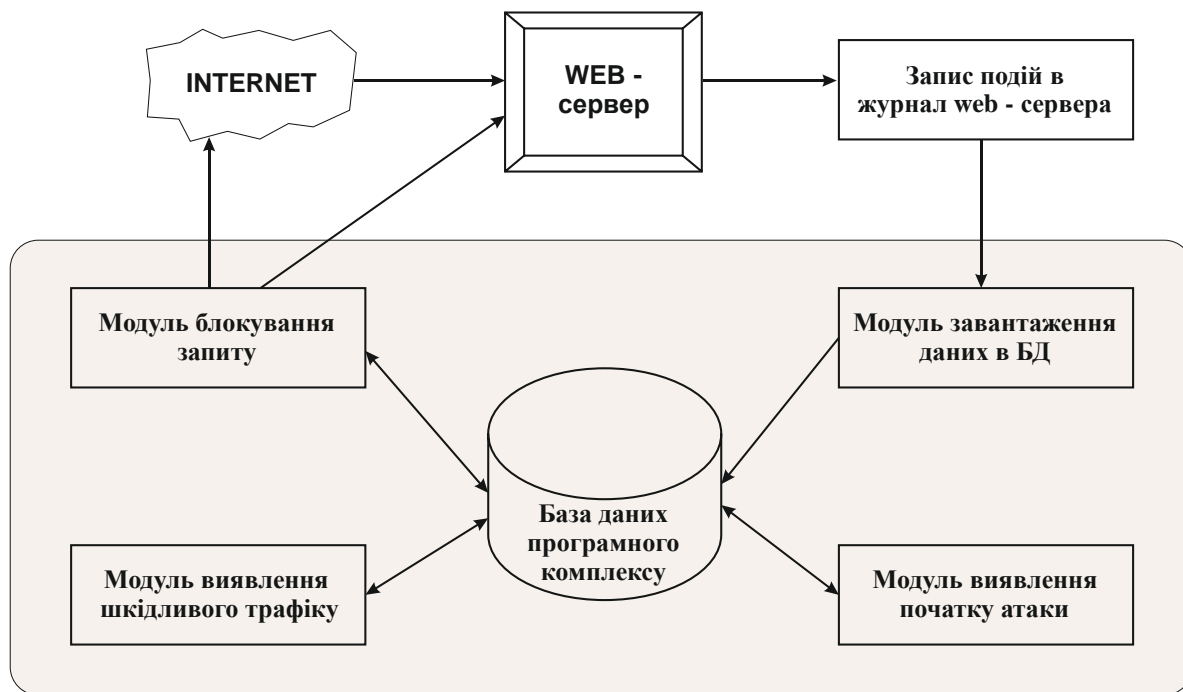 INTERNET
WEB -
сервер
Запис подій в
журнал web - сервера
Модуль блокування
запиту
Модуль завантаження
даних в БД
База даних
програмного
комплексу
Модуль виявлення
шкідливого трафіку
Модуль виявлення
початку атаки